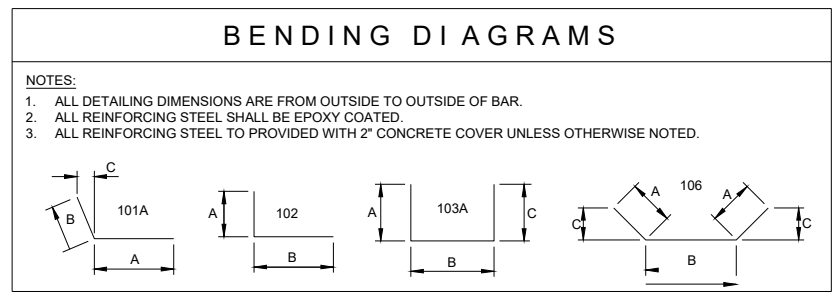 BENDING DIAGRAMS
NOTES:
1. ALL DETAILING DIMENSIONS ARE FROM OUTSIDE TO OUTSIDE OF BAR.
2. ALL REINFORCING STEEL SHALL BE EPOXY COATED.
3. ALL REINFORCING STEEL TO PROVIDED WITH 2" CONCRETE COVER UNLESS OTHERWISE NOTED.
C
B
101A
A
A
102
B
A
103A
C
B
C
A
106
A
C
B